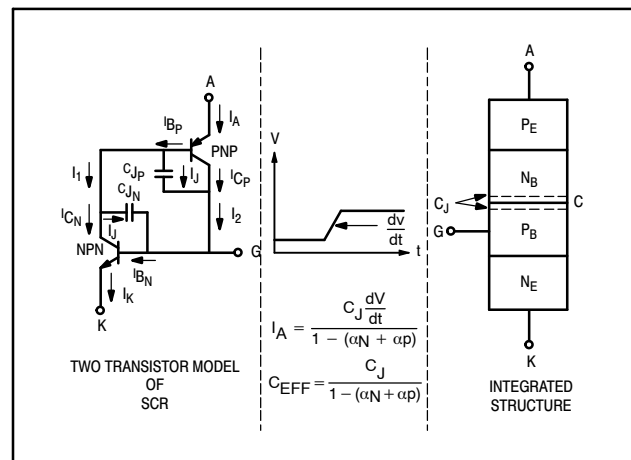 A
I_A
I_BP
PNP
I_1
C_JP
I_J
I_CP
C_JN
I_CN
I_J
I_2
NPN
I_BN
G
I_K
K
TWO TRANSISTOR MODEL
OF
SCR
V
dv
dt
t
I_A = C_J dV/dt / 1 − (αN + αp)
C_EFF = C_J / 1 − (αN + αp)
A
P_E
N_B
C_J
C
G
P_B
N_E
K
INTEGRATED
STRUCTURE